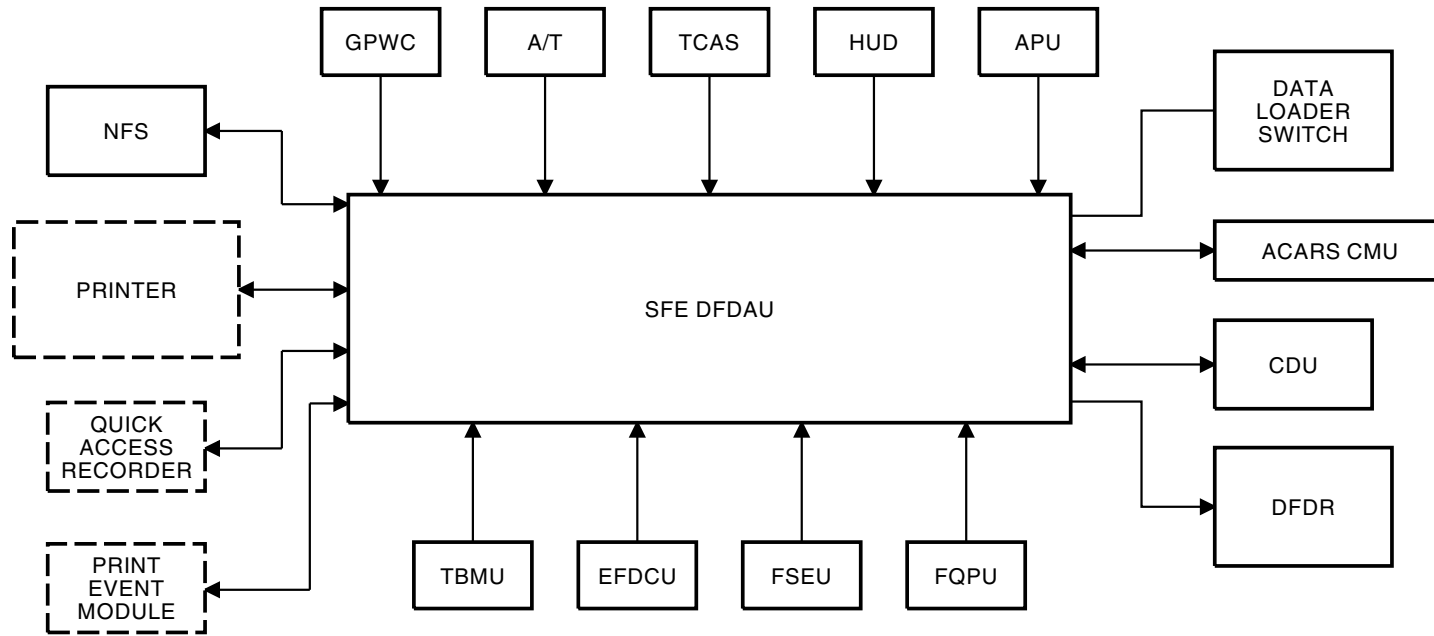 GPWC
A/T
TCAS
HUD
APU
NFS
DATA
LOADER
SWITCH
PRINTER
SFE DFDAU
ACARS CMU
CDU
QUICK
ACCESS
RECORDER
DFDR
PRINT
EVENT
MODULE
TBMU
EFDCU
FSEU
FQPU